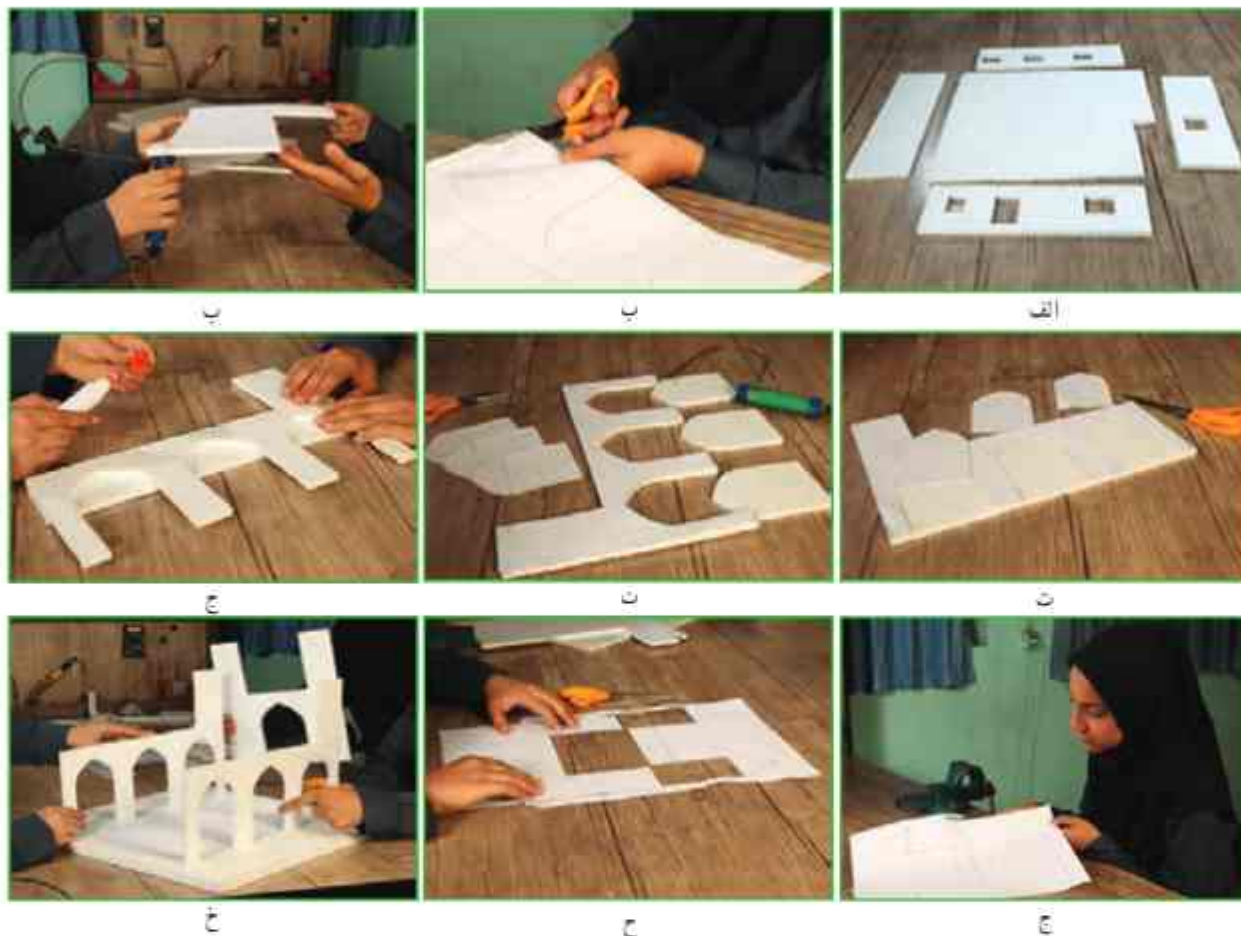 الف ب پ
ت ث ج
چ ح خ